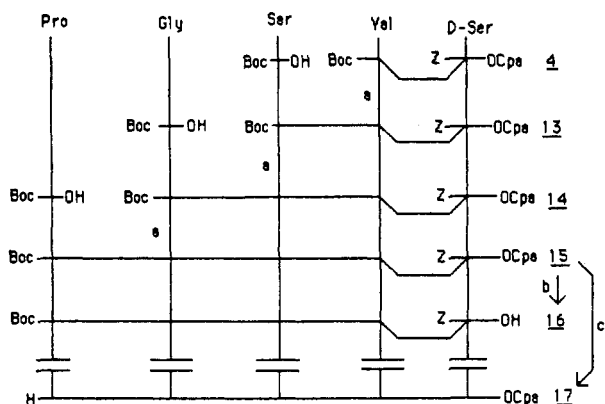 Pro Gly Ser Val D-Ser
Boc OH Boc Z OCpa 4
a
Boc OH Boc Z OCpa 13
a
Boc OH Boc Z OCpa 14
a
Boc Z OCpa 15
b
Boc Z OH 16
c
H OCpa 17